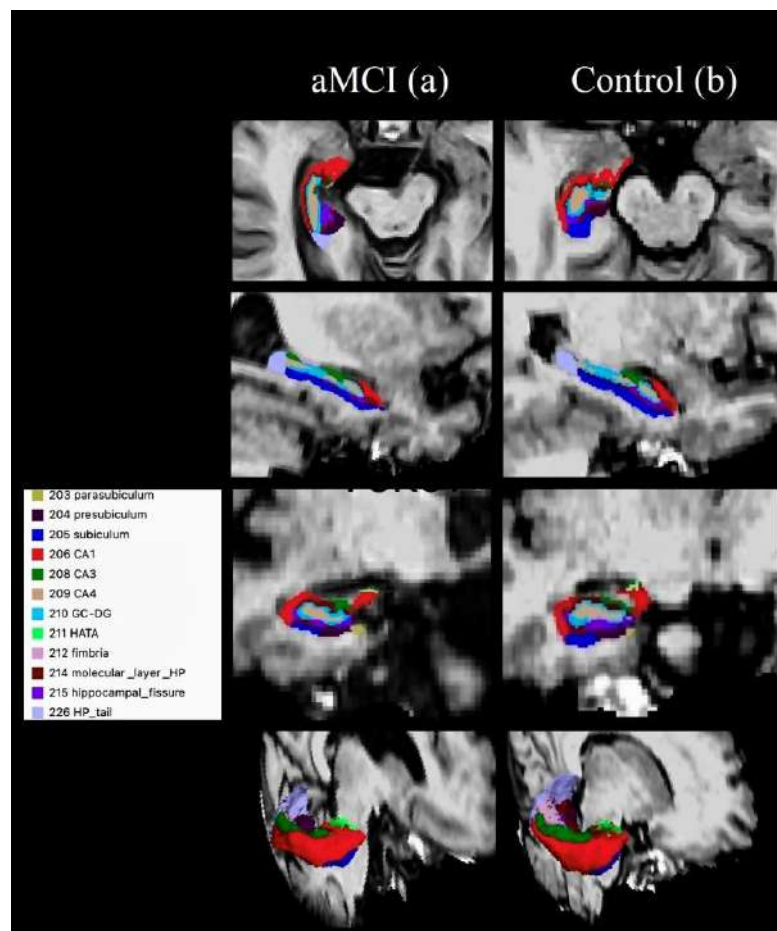 aMCI (a)
Control (b)
203 parasubiculum
204 presubiculum
205 subiculum
206 CA1
208 CA3
209 CA4
210 GC-DG
211 HATA
212 fimbria
214 molecular_layer_HP
215 hippocampal_fissure
226 HP_tail